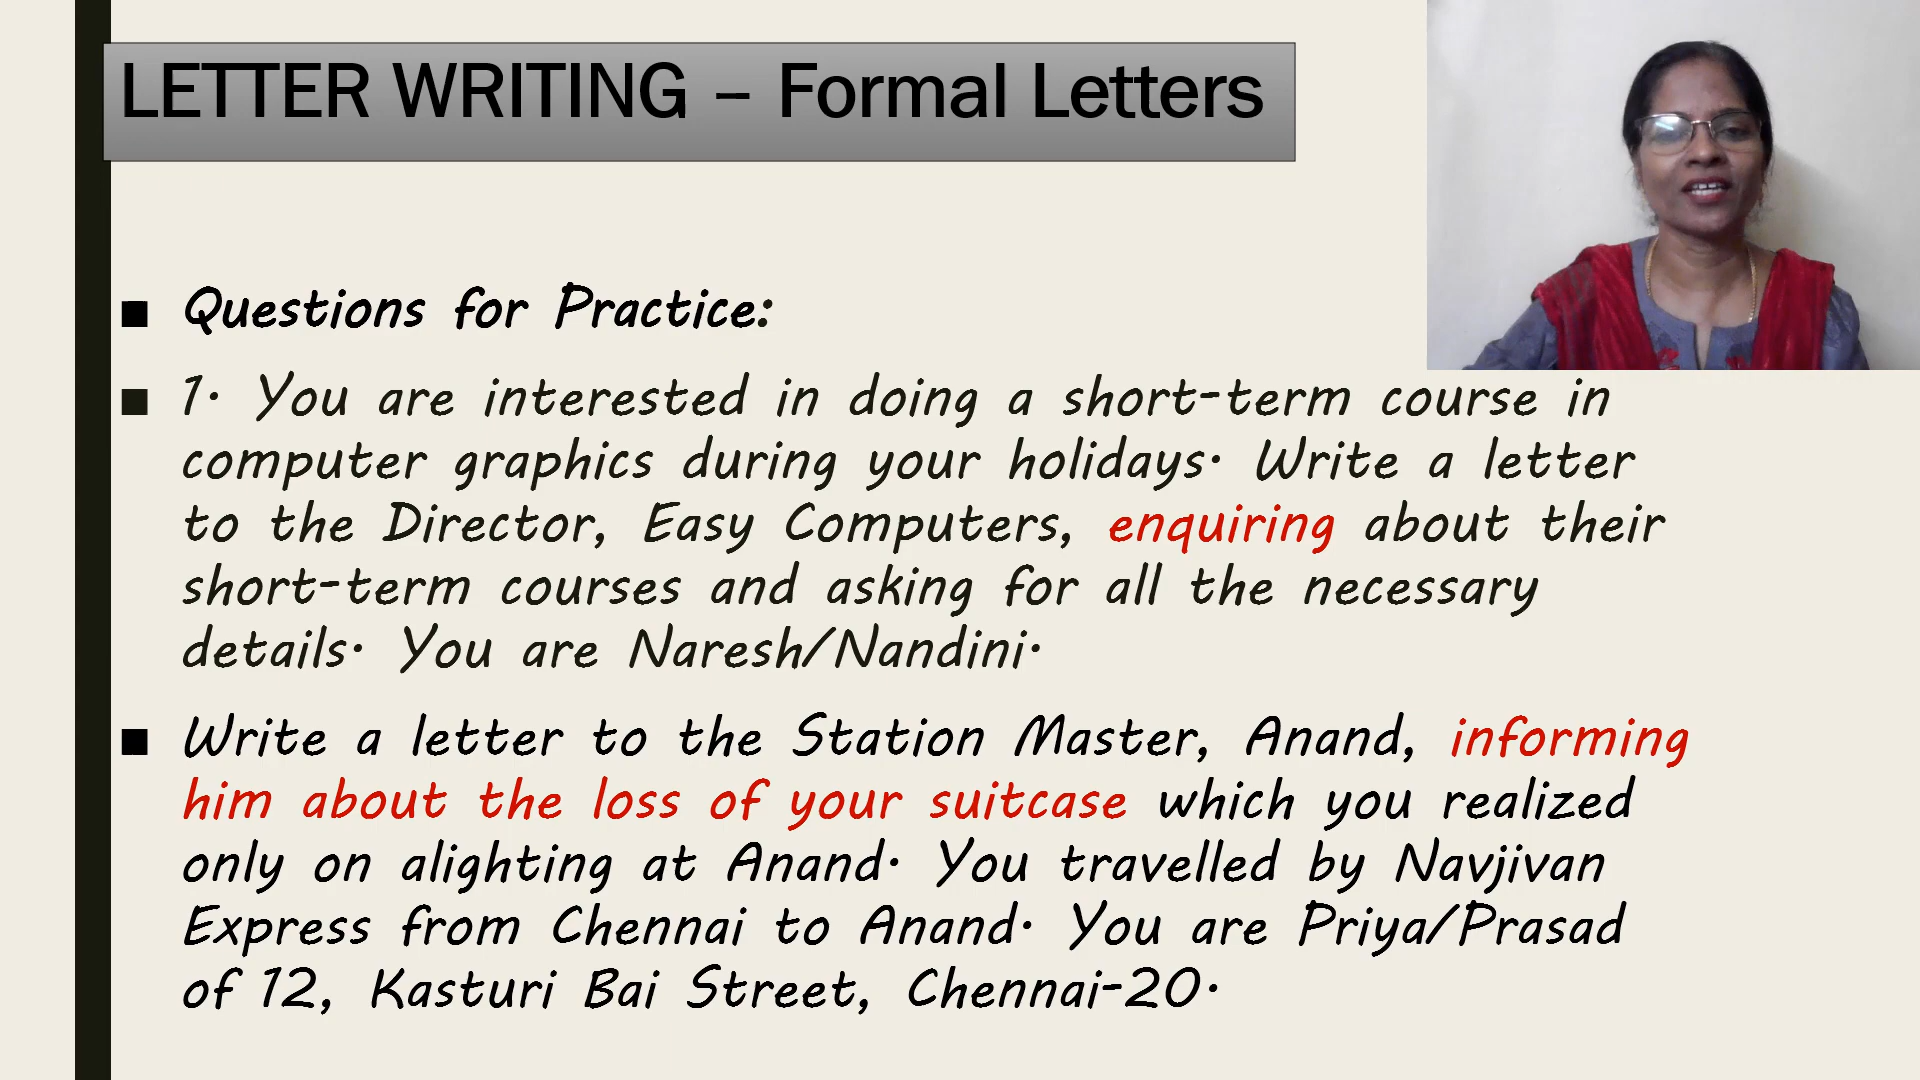 LETTER WRITING – Formal Letters
■ Questions for Practice:
■ 1. You are interested in doing a short-term course in
computer graphics during your holidays. Write a letter
to the Director, Easy Computers, enquiring about their
short-term courses and asking for all the necessary
details. You are Naresh/Nandini.
■ Write a letter to the Station Master, Anand, informing
him about the loss of your suitcase which you realized
only on alighting at Anand. You travelled by Navjivan
Express from Chennai to Anand. You are Priya/Prasad
of 12, Kasturi Bai Street, Chennai-20.